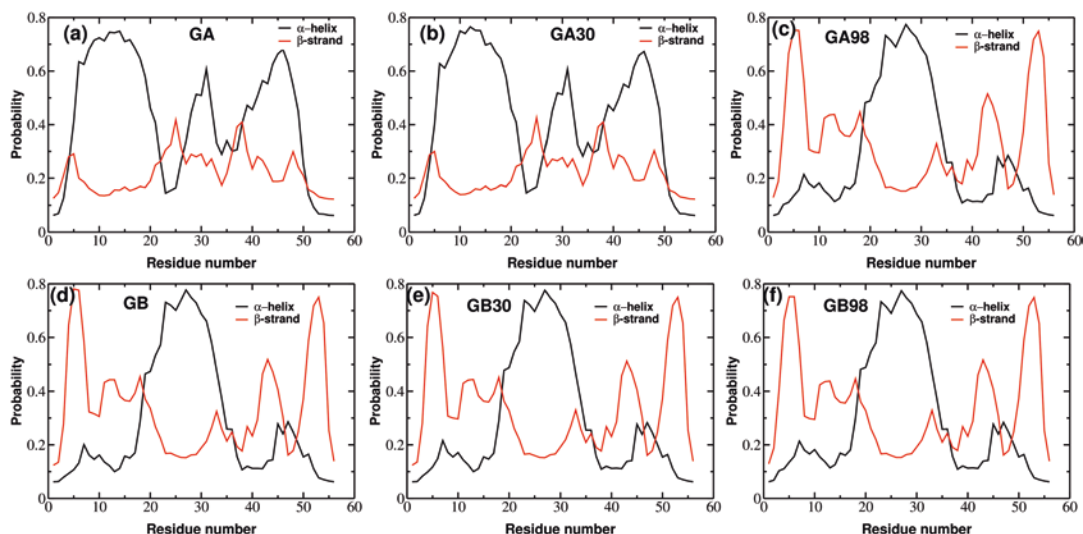 (a) GA α−helix
β−strand
(b) GA30 α−helix
β−strand
(c) GA98 α−helix
β−strand
Probability
0.8
0.6
0.4
0.2
0
0 10 20 30 40 50 60
Residue number
Probability
0.8
0.6
0.4
0.2
0
0 10 20 30 40 50 60
Residue number
Probability
0.8
0.6
0.4
0.2
0
0 10 20 30 40 50 60
Residue number
(d) GB α−helix
β−strand
(e) GB30 α−helix
β−strand
(f) GB98 α−helix
β−strand
Probability
0.8
0.6
0.4
0.2
0
0 10 20 30 40 50 60
Residue number
Probability
0.8
0.6
0.4
0.2
0
0 10 20 30 40 50 60
Residue number
Probability
0.8
0.6
0.4
0.2
0
0 10 20 30 40 50 60
Residue number